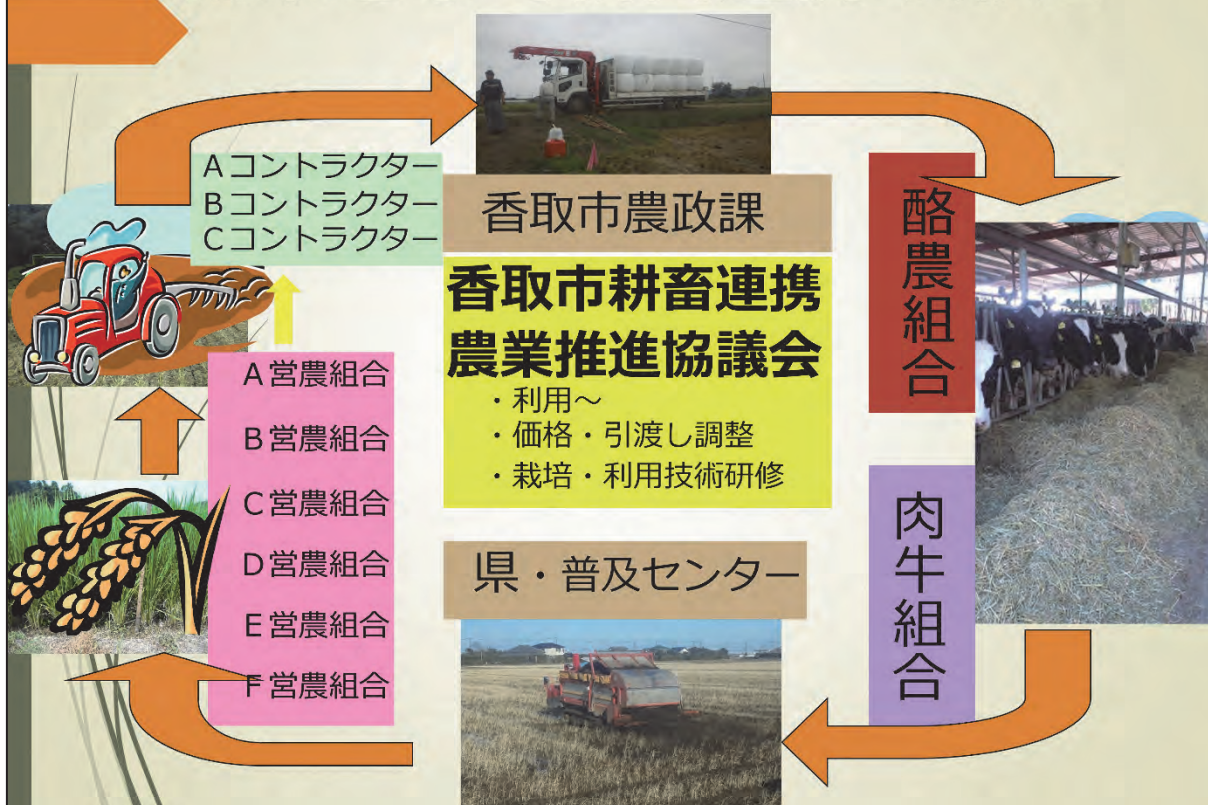 Aコントラクター
Bコントラクター
Cコントラクター
香取市農政課
香取市耕畜連携
農業推進協議会
・利用～
・価格・引渡し調整
・栽培・利用技術研修
酪農組合
肉牛組合
A営農組合
B営農組合
C営農組合
D営農組合
E営農組合
F営農組合
県・普及センター